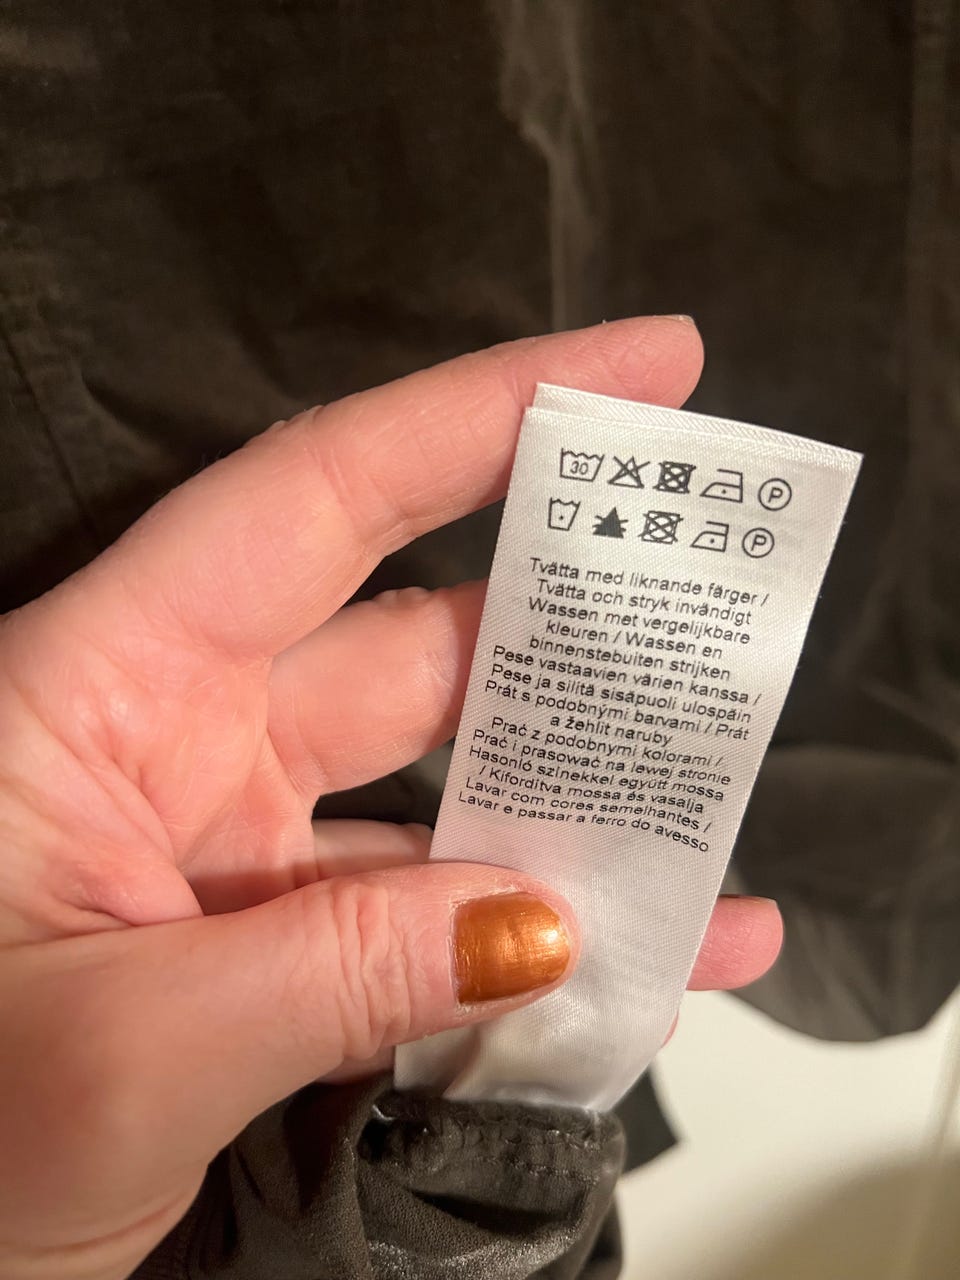 30 P
P
Tvätta med liknande färger /
Tvätta och stryk invändigt
Wassen met vergelijkbare
kleuren / Wassen en
binnenstebuiten strijken
Pese vastaavien värien kanssa /
Pese ja silitä sisäpuoli ulospäin
Prát s podobnými barvami / Prát
a žehlit naruby
Prać z podobnymi kolorami /
Prać i prasować na lewej stronie
Hasonló színekkel együtt mossa
/ Kifordítva mossa és vasalja
Lavar com cores semelhantes /
Lavar e passar a ferro do avesso